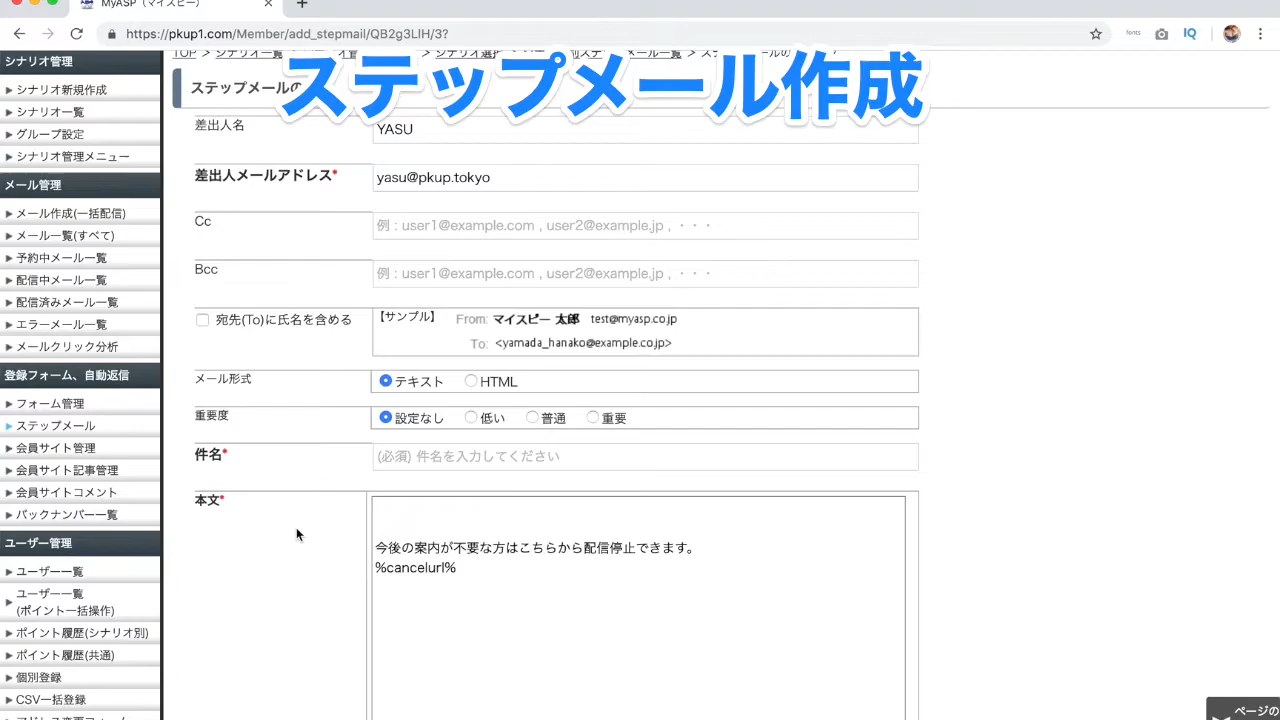 MyASP（マイスピー）
https://pkup1.com/Member/add_stepmail/QB2g3LlH/3?
fonts
IQ
TOP > シナリオ一覧 >
ステップメール作成
シナリオ管理
シナリオ新規作成
シナリオ一覧
グループ設定
シナリオ管理メニュー
メール管理
メール作成(一括配信)
メール一覧(すべて)
予約中メール一覧
配信中メール一覧
配信済みメール一覧
エラーメール一覧
メールクリック分析
登録フォーム、自動返信
フォーム管理
ステップメール
会員サイト管理
会員サイト記事管理
会員サイトコメント
バックナンバー一覧
ユーザー管理
ユーザー一覧
ユーザー一覧
(ポイント一括操作)
ポイント履歴(シナリオ別)
ポイント履歴(共通)
個別登録
CSV一括登録
ステップメールの
差出人名
YASU
差出人メールアドレス*
yasu@pkup.tokyo
Cc
例 : user1@example.com , user2@example.jp , ・・・
Bcc
例 : user1@example.com , user2@example.jp , ・・・
宛先(To)に氏名を含める
【サンプル】 From: マイスピー 太郎 test@myasp.co.jp
To: <yamada_hanako@example.co.jp>
メール形式
テキスト HTML
重要度
設定なし 低い 普通 重要
件名*
(必須) 件名を入力してください
本文*
今後の案内が不要な方はこちらから配信停止できます。
%cancelurl%
ページの